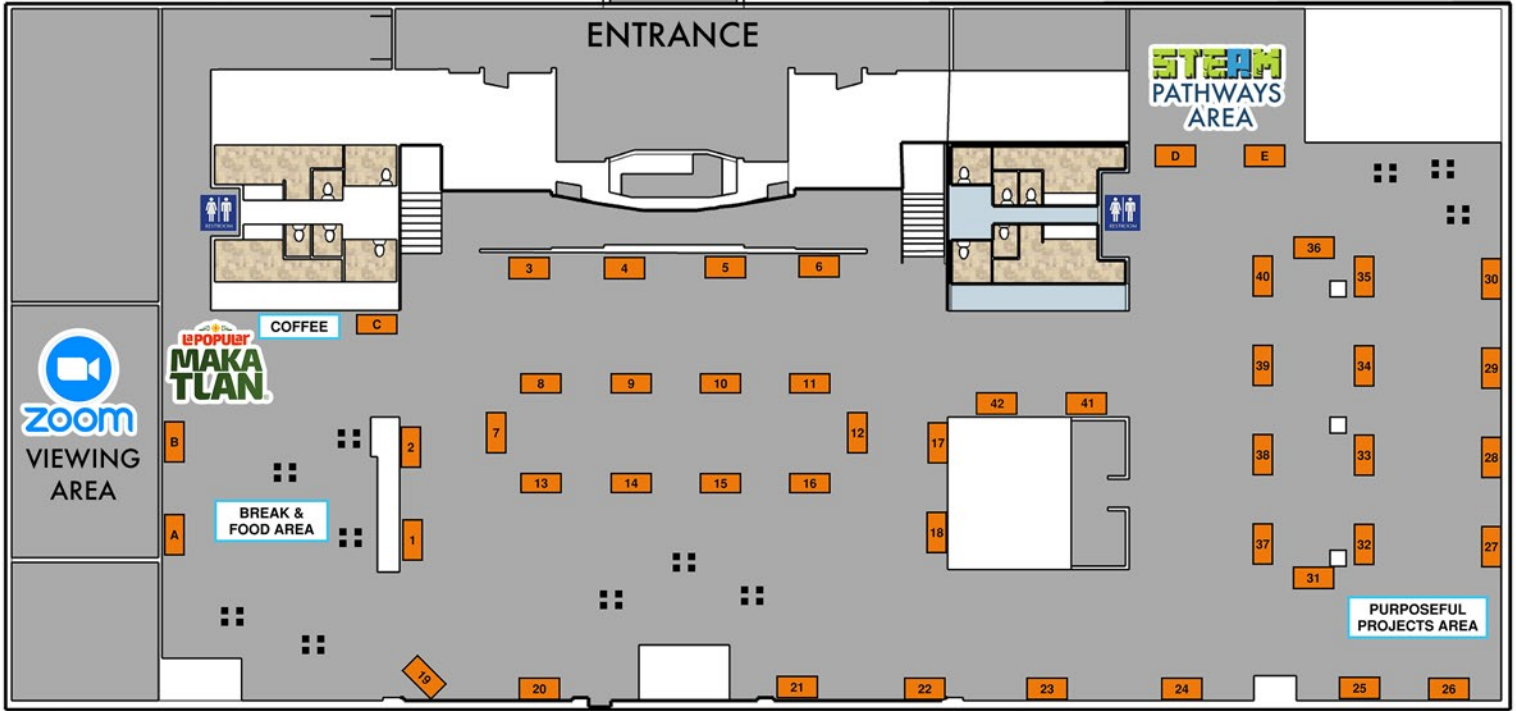 ENTRANCE
STEAM
PATHWAYS
AREA
D
E
RESTROOM
RESTROOM
3
4
5
6
36
40
35
30
COFFEE
C
LA POPULAR
MAKA
TLAN
zoom
VIEWING
AREA
8
9
10
11
39
34
29
42
41
B
2
7
12
17
38
33
28
13
14
15
16
BREAK &
FOOD AREA
A
1
18
37
32
27
31
PURPOSEFUL
PROJECTS AREA
19
20
21
22
23
24
25
26